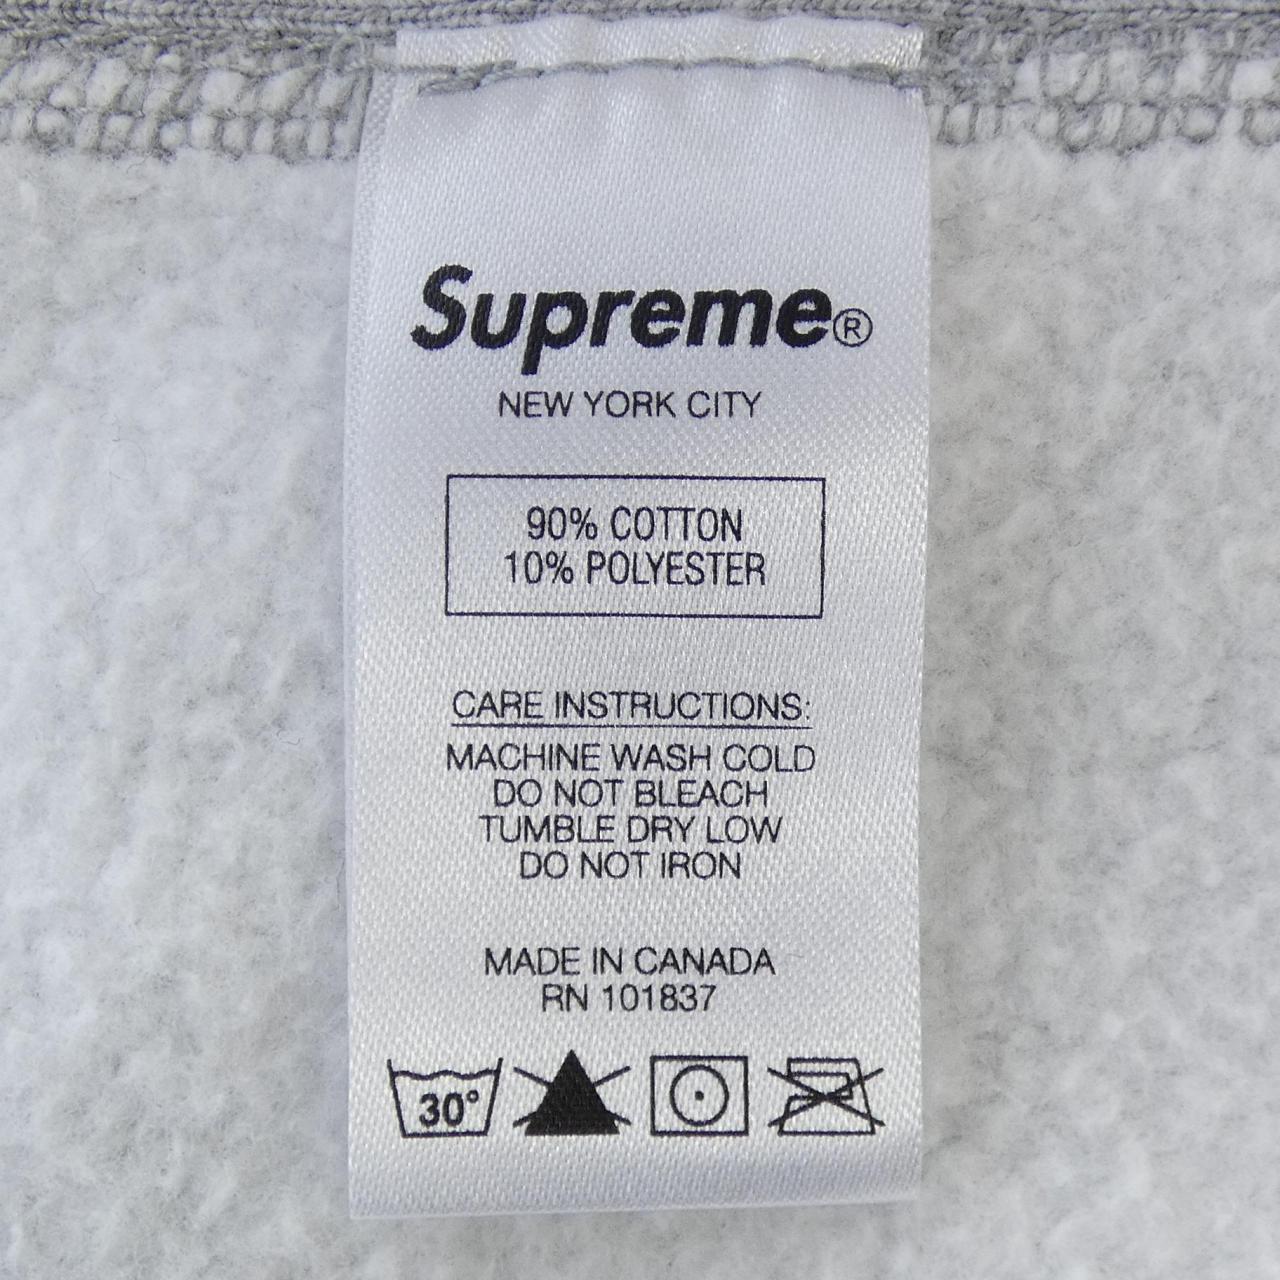 Supreme®
NEW YORK CITY
90% COTTON
10% POLYESTER
CARE INSTRUCTIONS:
MACHINE WASH COLD
DO NOT BLEACH
TUMBLE DRY LOW
DO NOT IRON
MADE IN CANADA
RN 101837
30°